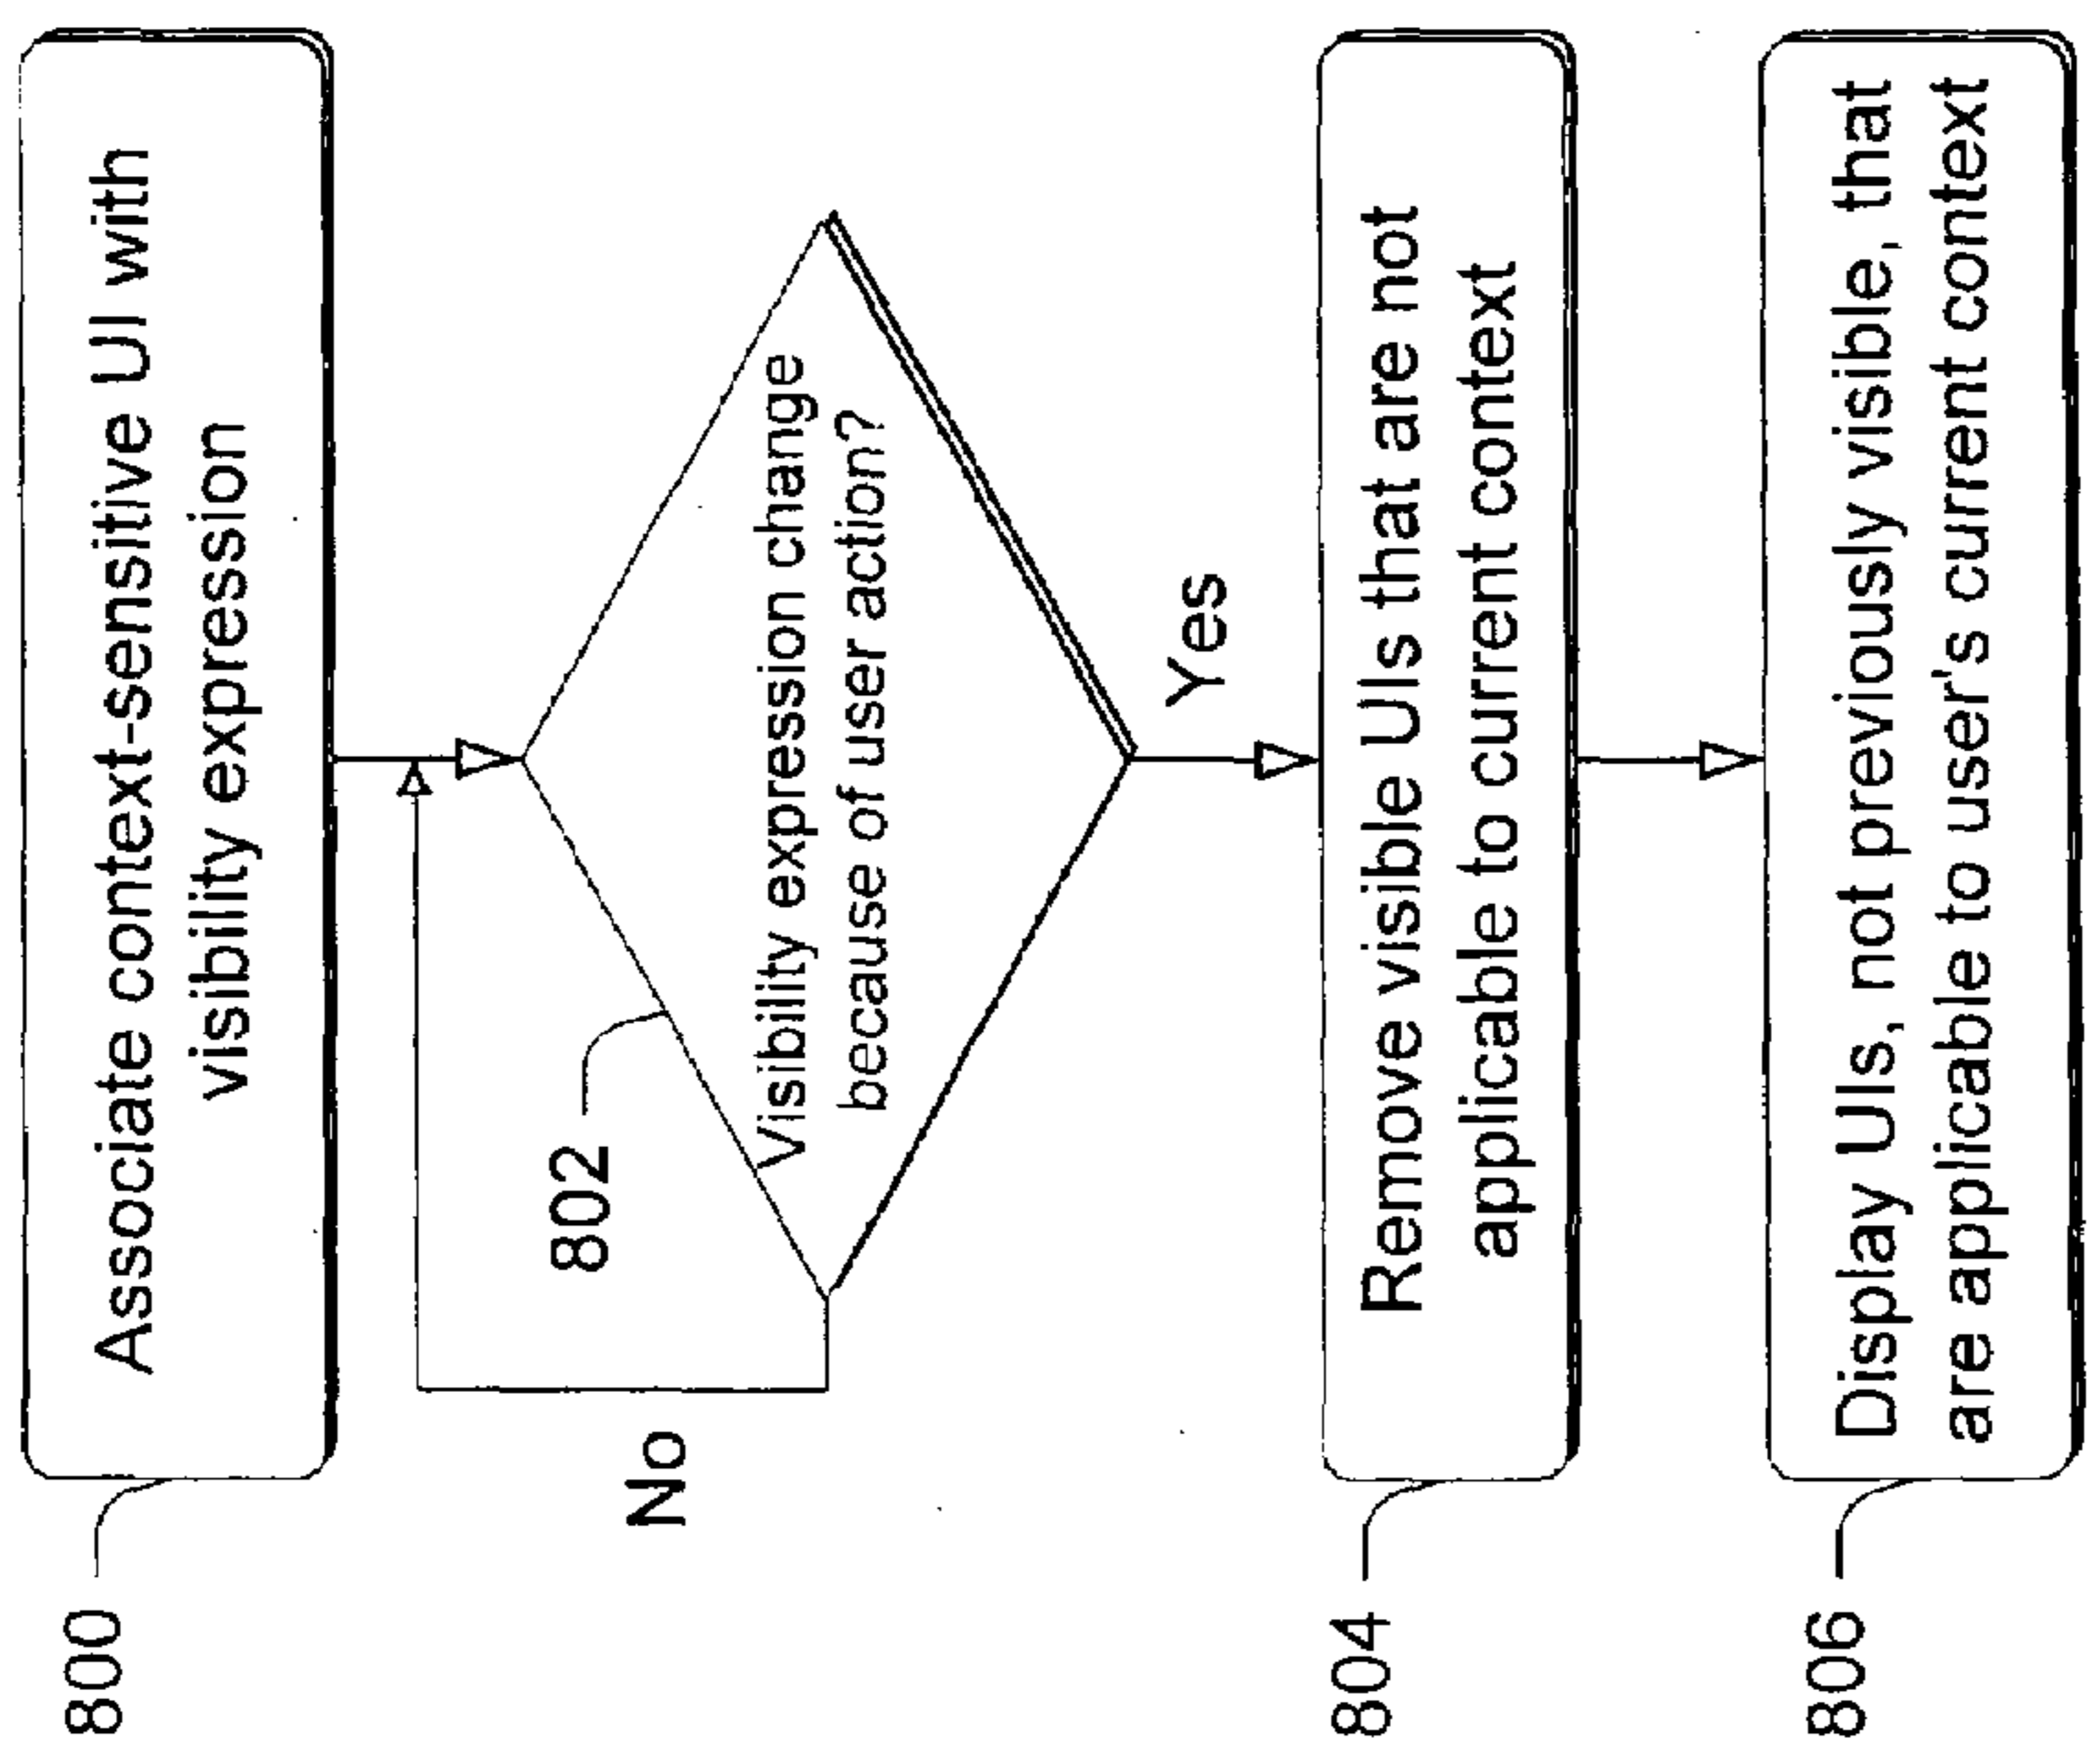 800
Associate context-sensitive UI with
visibility expression
802
Visibility expression change
because of user action?
No
Yes
804
Remove visible UIs that are not
applicable to current context
806
Display UIs, not previously visible, that
are applicable to user's current context